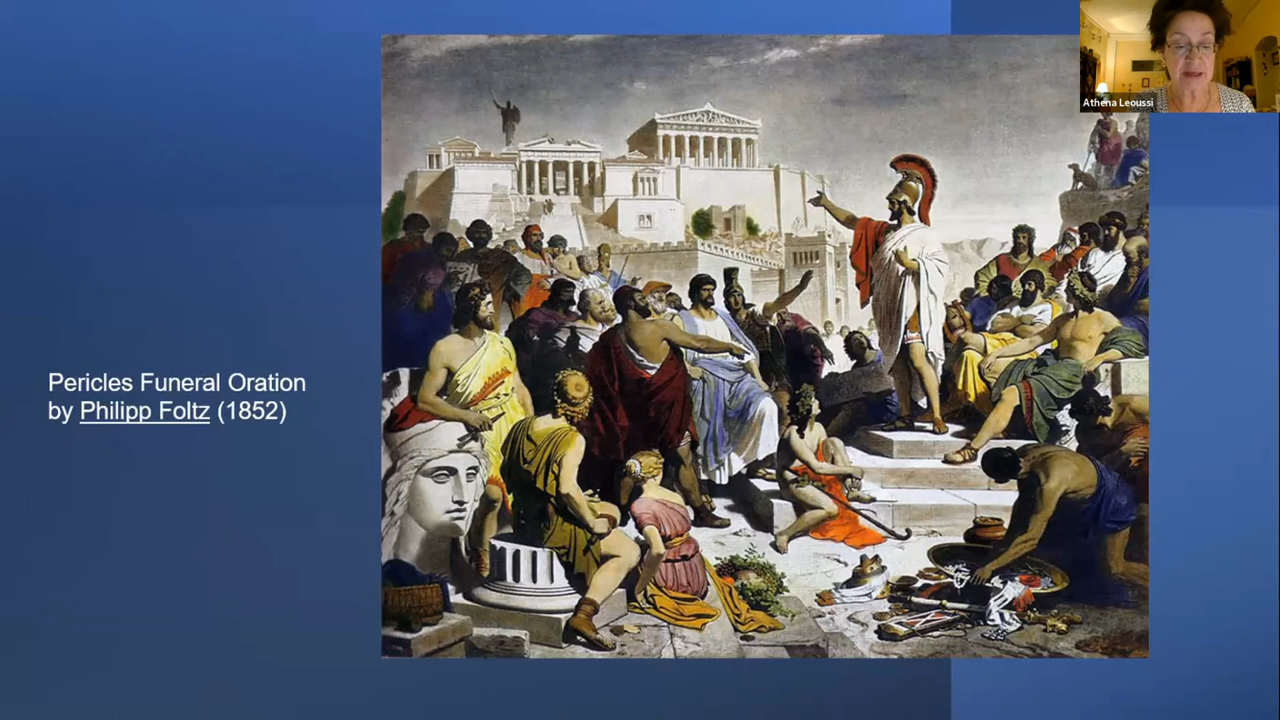 Athena Leoussi
Pericles Funeral Oration
by Philipp Foltz (1852)